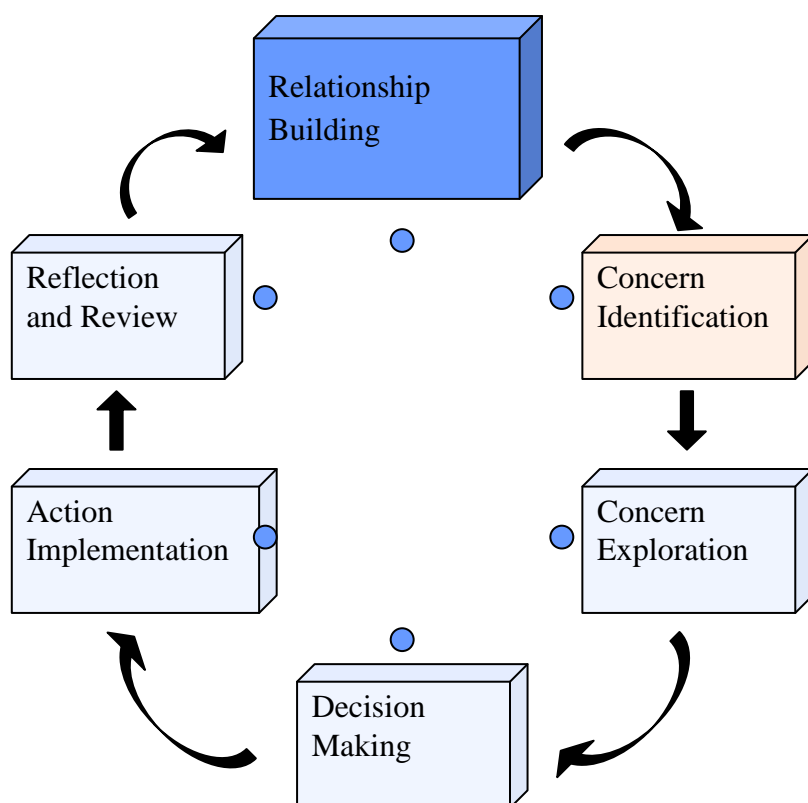 Relationship
Building
Concern
Identification
Concern
Exploration
Decision
Making
Action
Implementation
Reflection
and Review